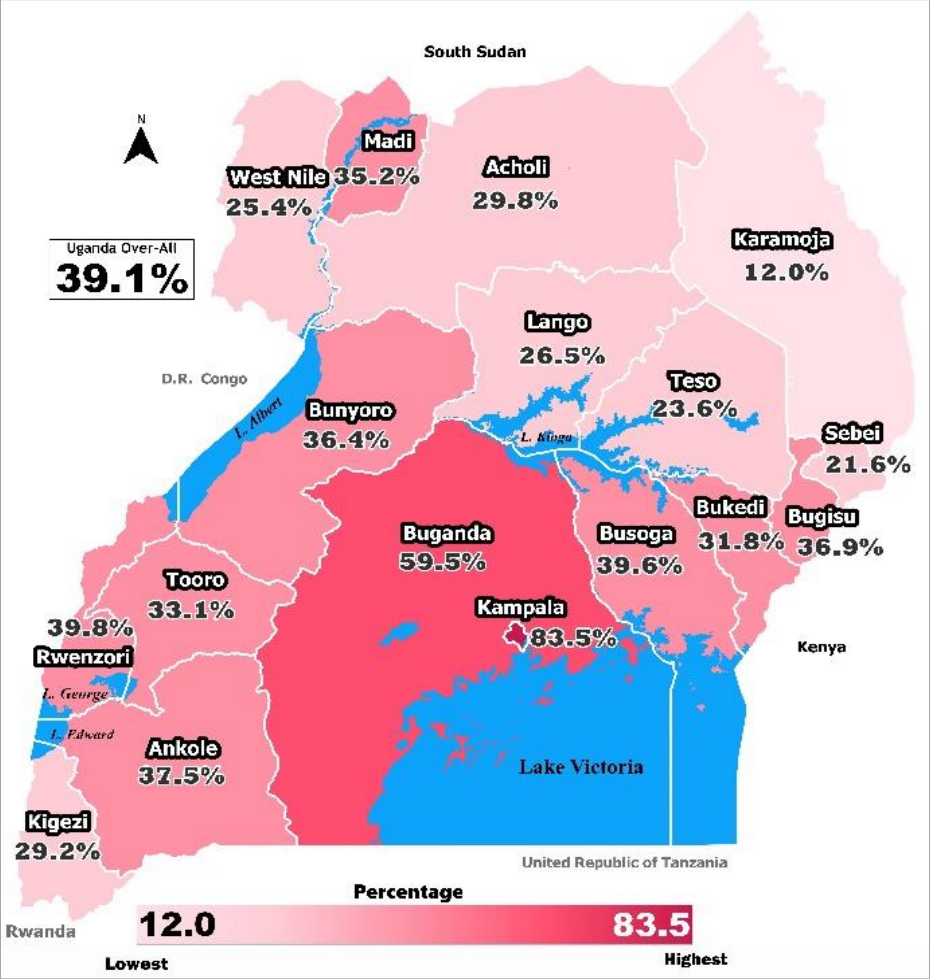 South Sudan
N
Madi
35.2%
West Nile
25.4%
Acholi
29.8%
Karamoja
12.0%
Uganda Over-All
39.1%
Lango
26.5%
D.R. Congo
L. Albert
Teso
23.6%
Bunyoro
36.4%
L. Kioga
Sebei
21.6%
Buganda
59.5%
Busoga
39.6%
Bukedi
31.8%
Bugisu
36.9%
Tooro
33.1%
Kampala
83.5%
39.8%
Rwenzori
Kenya
L. George
L. Edward
Ankole
37.5%
Lake Victoria
Kigezi
29.2%
United Republic of Tanzania
Percentage
12.0
83.5
Rwanda
Lowest
Highest